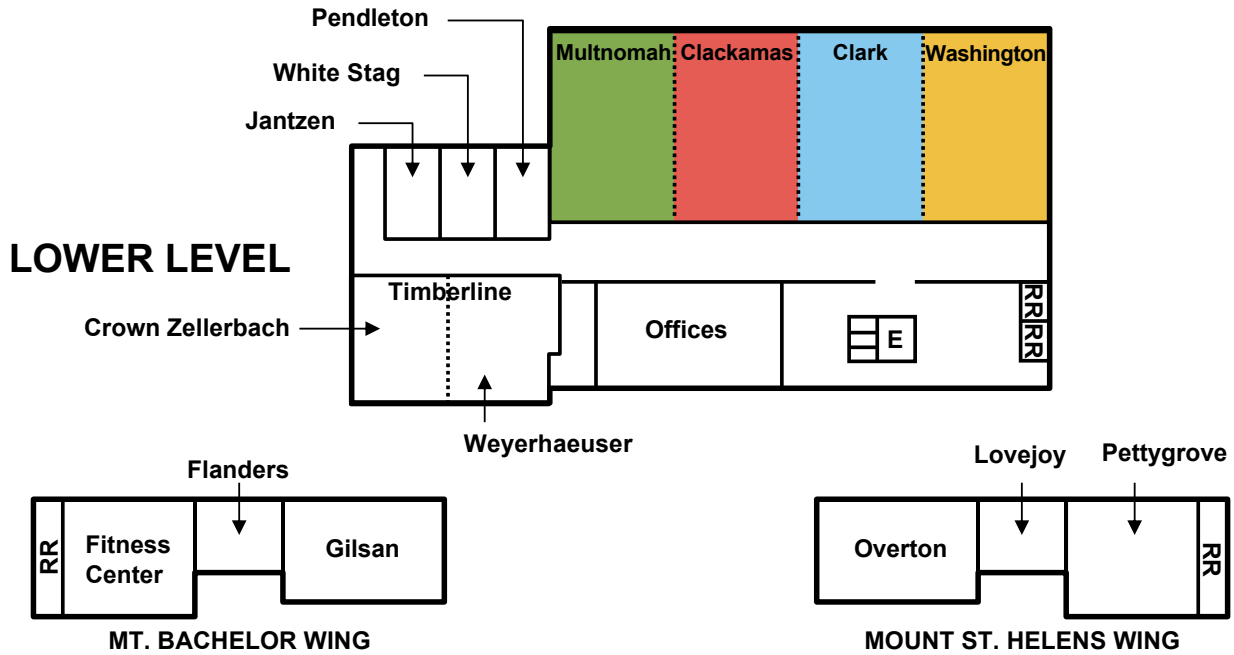 Pendleton
White Stag
Jantzen
Multnomah
Clackamas
Clark
Washington
LOWER LEVEL
Timberline
Crown Zellerbach
Offices
E
RR
RR
Weyerhaeuser
Flanders
RR
Fitness
Center
Gilsan
MT. BACHELOR WING
Lovejoy
Pettygrove
Overton
RR
MOUNT ST. HELENS WING